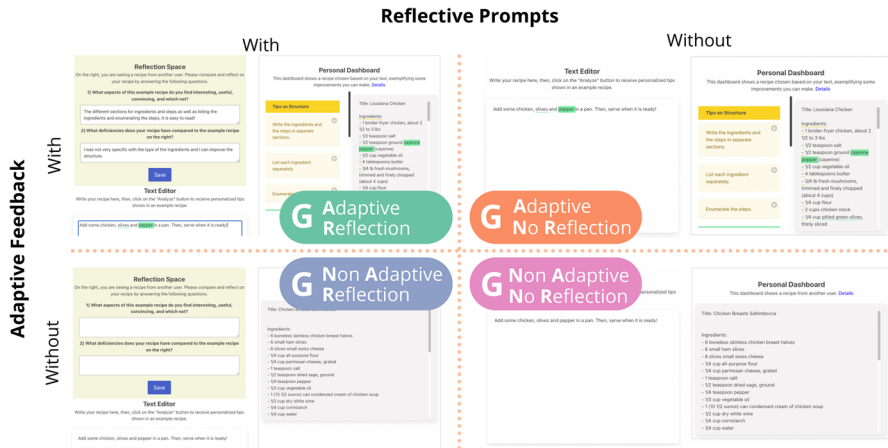 Reflective Prompts
With
Without
Adaptive Feedback
With
Without
Reflection Space
On the right, you are seeing a recipe from another user. Please compare and reflect on
your recipe by answering the following questions.
1) What aspects of this example recipe do you find interesting, useful,
convincing, and which not?
The different sections for ingredients and steps as well as listing the
ingredients and enumerating the steps, it is easy to read!
2) What deficiencies does your recipe have compared to the example recipe
on the right?
I was not very specific with the type of the ingredients and I can improve the
structure.
Save
Text Editor
Write your recipe here, then, click on the "Analyze" button to receive personalized tips
shown in an example recipe.
Add some chicken, olives and pepper in a pan. Then, serve when it is ready!
Personal Dashboard
This dashboard shows a recipe chosen based on your text, exemplifying some
improvements you can make. Details
Tips on Structure
Write the ingredients and
the steps in separate
sections.
List each ingredient
separately.
Enumerate
Title: Louisiana Chicken
Ingredients:
- 1 broiler-fryer chicken, about 2
1/2 to 3 lbs
- 1/2 teaspoon salt
- 1/2 teaspoon ground cayenne
pepper (cayenne)
- 1/2 cup vegetable oil
- 4 tablespoons butter
- 3/4 lb fresh mushrooms,
trimmed and finely chopped
(about 4 cups)
- 1/4 cup flour
G Adaptive
Reflection
Text Editor
Write your recipe here, then, click on the "Analyze" button to receive personalized tips
shown in an example recipe.
Add some chicken, olives and pepper in a pan. Then, serve when it is ready!
Personal Dashboard
This dashboard shows a recipe chosen based on your text, exemplifying some
improvements you can make. Details
Tips on Structure
Write the ingredients and
the steps in separate
sections.
List each ingredient
separately.
Enumerate the steps.
Title: Louisiana Chicken
Ingredients:
- 1 broiler-fryer chicken, about 2
1/2 to 3 lbs
- 1/2 teaspoon salt
- 1/2 teaspoon ground cayenne
pepper (cayenne)
- 1/2 cup vegetable oil
- 4 tablespoons butter
- 3/4 lb fresh mushrooms,
trimmed and finely chopped
(about 4 cups)
- 1/4 cup flour
- 2 cups chicken stock
- 1/4 cup pitted green olives,
thinly sliced
G Adaptive
No Reflection
Reflection Space
On the right, you are seeing a recipe from another user. Please compare and reflect on
your recipe by answering the following questions.
1) What aspects of this example recipe do you find interesting, useful,
convincing, and which not?
2) What deficiencies does your recipe have compared to the example recipe
on the right?
Save
Text Editor
Write your recipe here, then, click on the "Analyze" button to receive personalized tips
shown in an example recipe.
Add some chicken, olives and pepper in a pan. Then, serve when it is ready!
G Non Adaptive
Reflection
Title: Chicken
Ingredients:
- 6 boneless skinless chicken breast halves
- 6 small ham slices
- 6 slices small swiss cheese
- 1/4 cup all-purpose flour
- 1/4 cup parmesan cheese, grated
- 1 teaspoon salt
- 1/2 teaspoon dried sage, ground
- 1/4 teaspoon pepper
- 1/3 cup vegetable oil
- 1 (10 1/2 ounce) can condensed cream of chicken soup
- 1/2 cup dry white wine
- 1/4 cup cornstarch
- 1/4 cup water
G Non Adaptive
No Reflection
personalized tips
Add some chicken, olives and pepper in a pan. Then, serve when it is ready!
Personal Dashboard
This dashboard shows a recipe from another user: Details
Title: Chicken Breasts Saltimbocca
Ingredients:
- 6 boneless skinless chicken breast halves
- 6 small ham slices
- 6 slices small swiss cheese
- 1/4 cup all-purpose flour
- 1/4 cup parmesan cheese, grated
- 1 teaspoon salt
- 1/2 teaspoon dried sage, ground
- 1/4 teaspoon pepper
- 1/3 cup vegetable oil
- 1 (10 1/2 ounce) can condensed cream of chicken soup
- 1/2 cup dry white wine
- 1/4 cup cornstarch
- 1/4 cup water